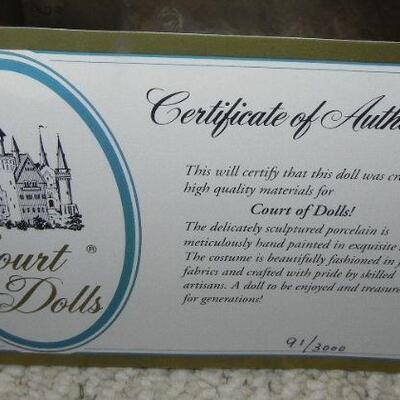 Certificate of Auth
This will certify that this doll was cr
high quality materials for
Court of Dolls!
The delicately sculptured porcelain is
meticulously hand painted in exquisite
The costume is beautifully fashioned in
fabrics and crafted with pride by skilled
artisans. A doll to be enjoyed and treasure
for generations!
91/3000
ourt ®
Dolls